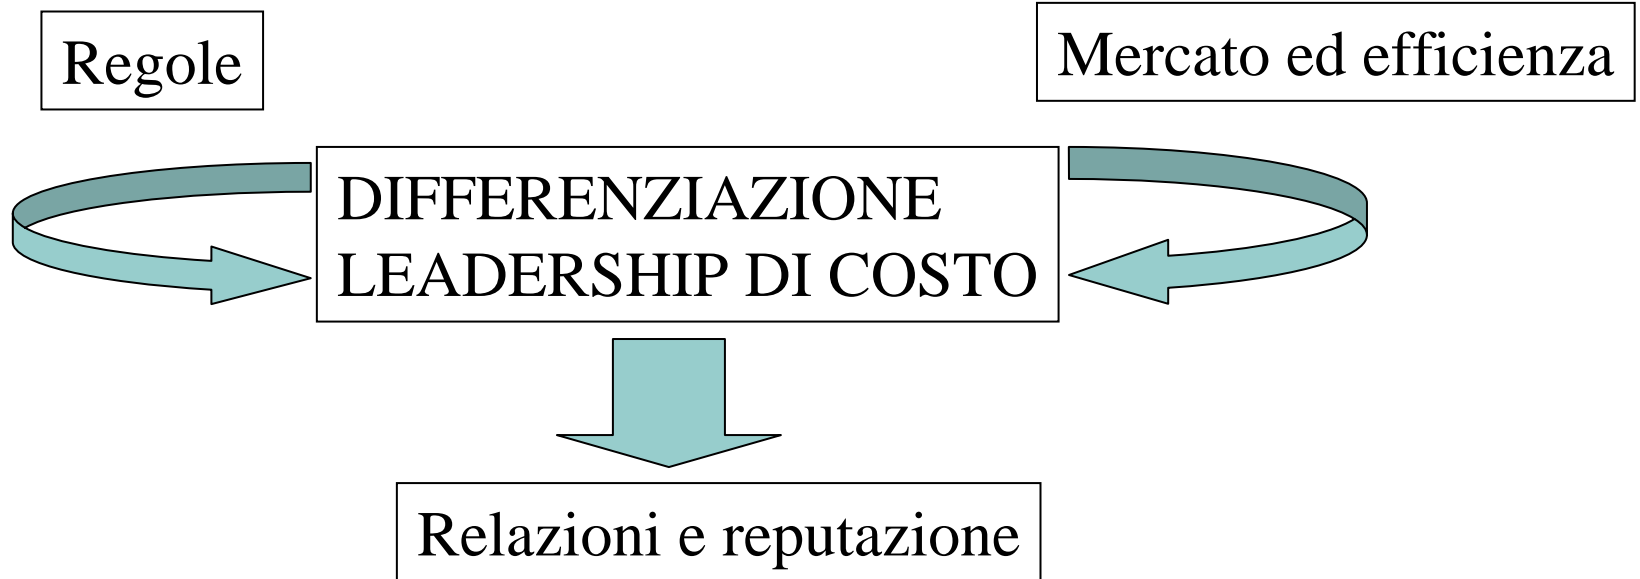 Regole
Mercato ed efficienza
DIFFERENZIAZIONE
LEADERSHIP DI COSTO
Relazioni e reputazione